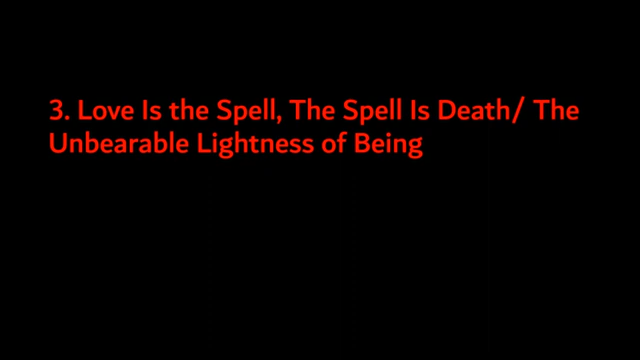 3. Love Is the Spell, The Spell Is Death/ The
Unbearable Lightness of Being